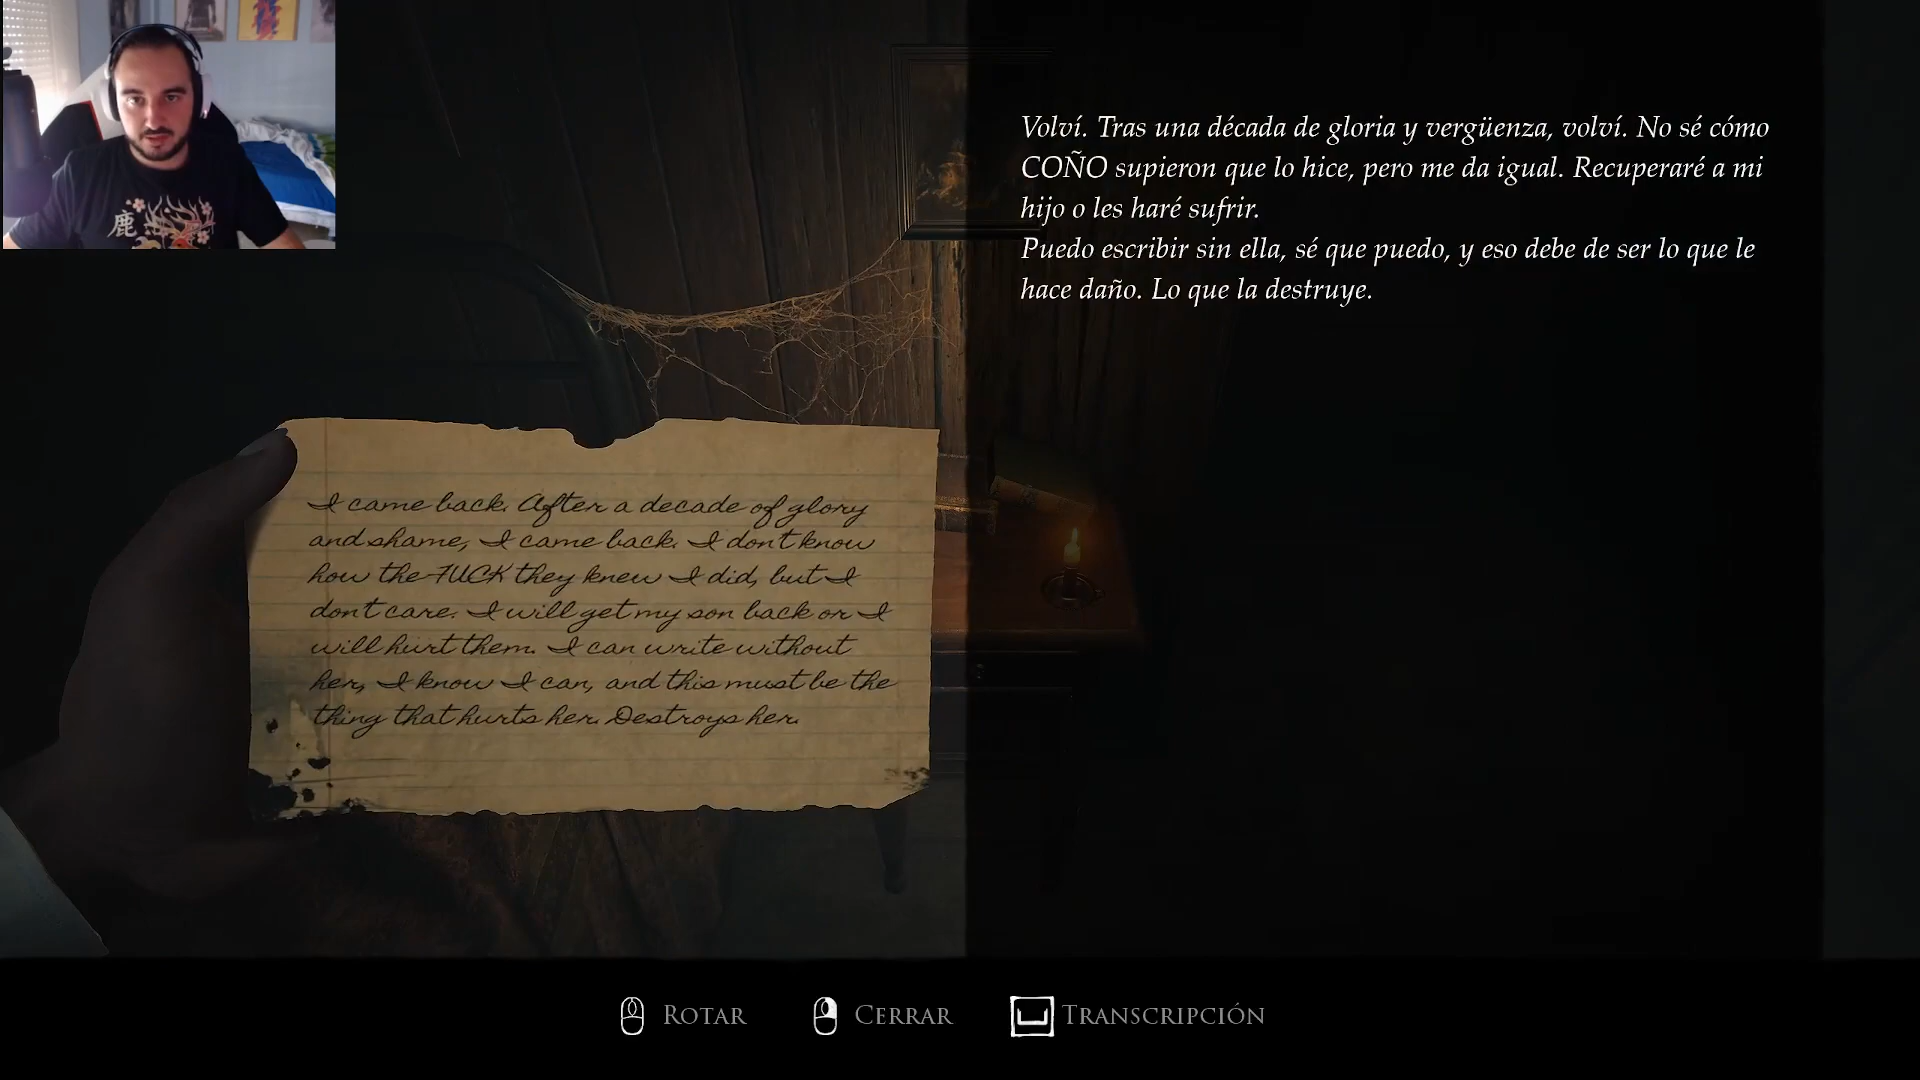 Volví. Tras una década de gloria y vergüenza, volví. No sé cómo
COÑO supieron que lo hice, pero me da igual. Recuperaré a mi
hijo o les haré sufrir.
Puedo escribir sin ella, sé que puedo, y eso debe de ser lo que le
hace daño. Lo que la destruye.
鹿
I came back. After a decade of glory
and shame, I came back. I don't know
how the FUCK they knew I did, but I
don't care. I will get my son back or I
will hurt them. I can write without
her, I know I can, and this must be the
thing that hurts her. Destroys her.
ROTAR CERRAR TRANSCRIPCIÓN